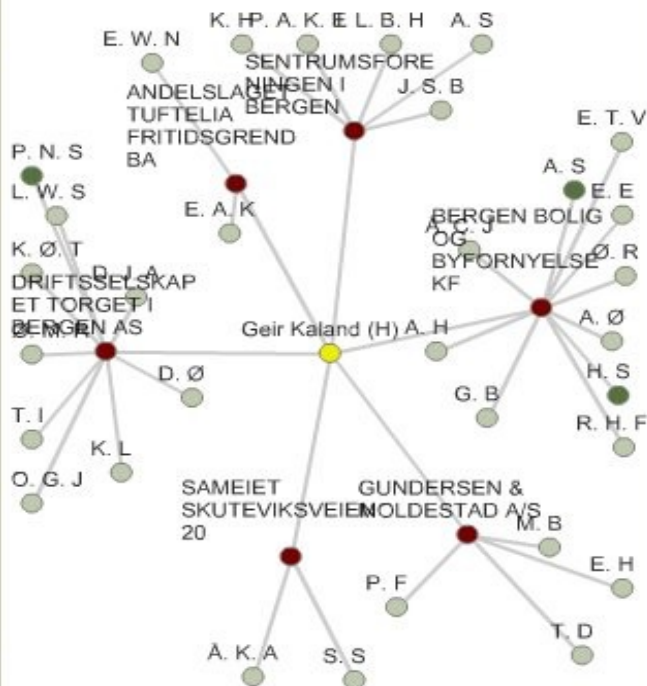 K. H
P. A. K. E
E L. B. H
A. S
E. W. N
SENTRUMSFORE
NINGEN I
BERGEN
J. S. B
ANDELSLAGET
TUFTELIA
FRITIDSGREND
BA
E. T. V
P. N. S
A. S
L. W. S
E. E
E. A. K
BERGEN BOLIG
OG
BYFORNYELSE
KF
A. C. J
K. Ø. T
Ø. R
D. J. A
DRIFTSSELSKAP
ET TORGET I
BERGEN AS
Geir Kaland (H)
A. H
A. Ø
D. Ø
H. S
G. B
T. I
R. H. F
K. L
O. G. J
SAMEIET
SKUTEVIKSVEIEN
20
GUNDERSEN &
MOLDESTAD A/S
M. B
E. H
P. F
T. D
Å. K. A
S. S